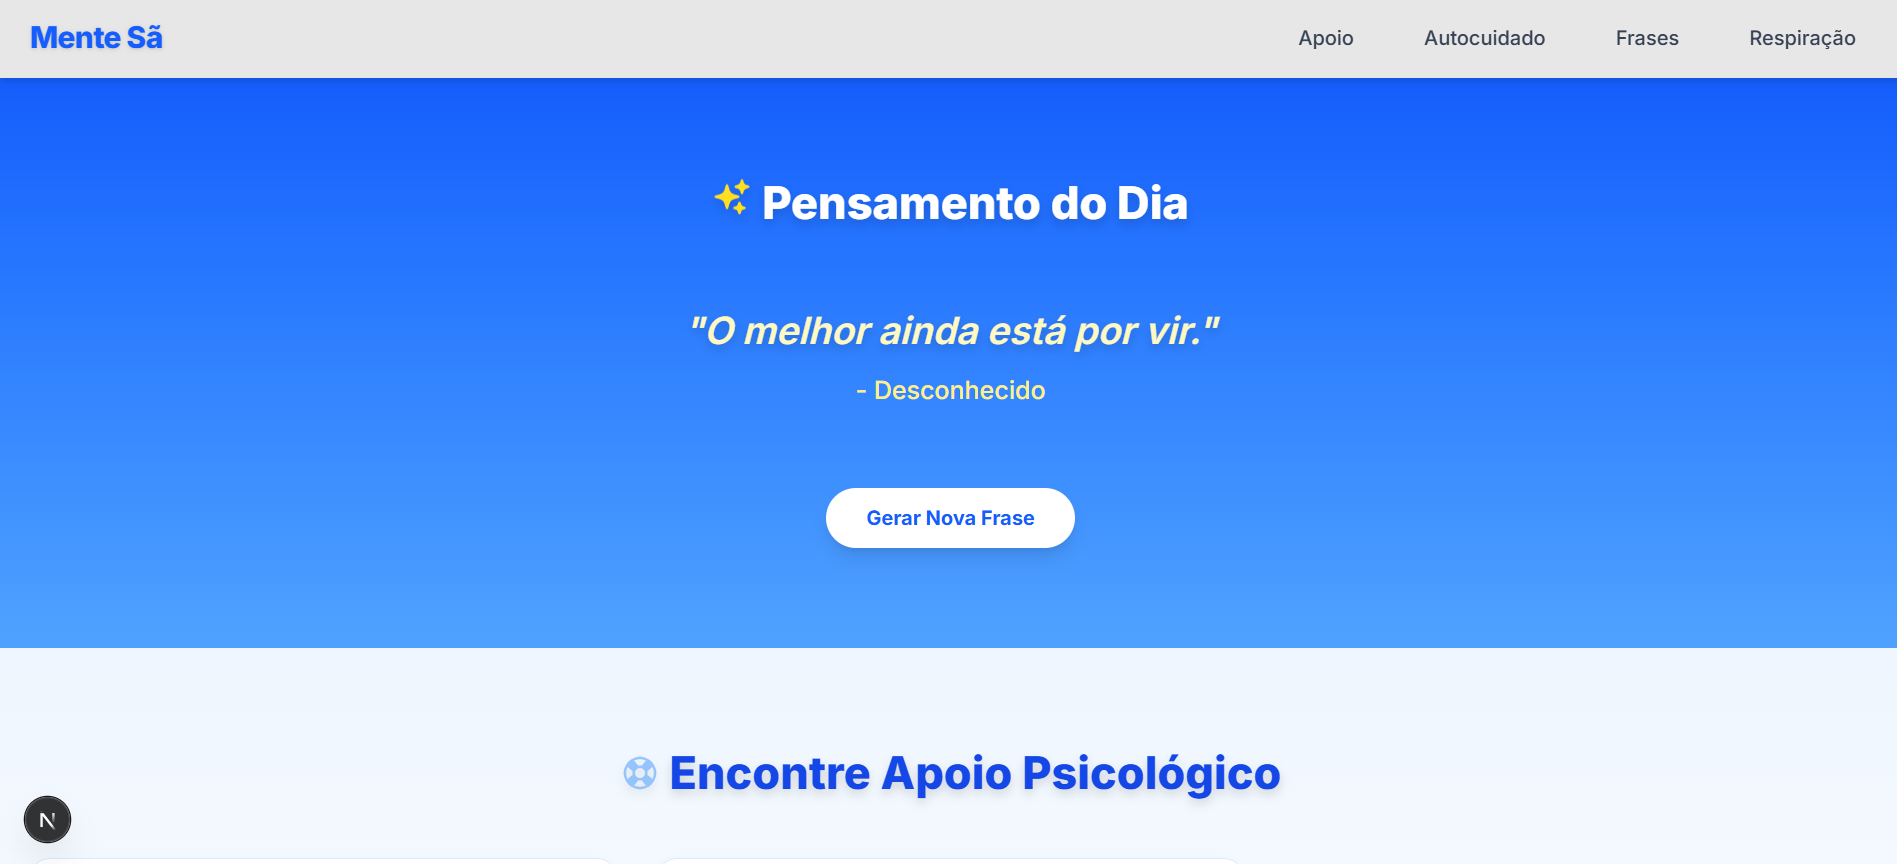 Mente Sã
Apoio
Autocuidado
Frases
Respiração
Pensamento do Dia
"O melhor ainda está por vir."
- Desconhecido
Gerar Nova Frase
Encontre Apoio Psicológico
N